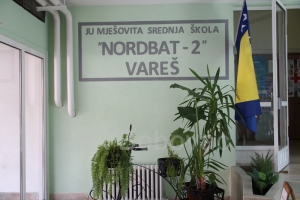 JU MJEŠOVITA SREDNJA ŠKOLA
"NORDBAT - 2"
VAREŠ